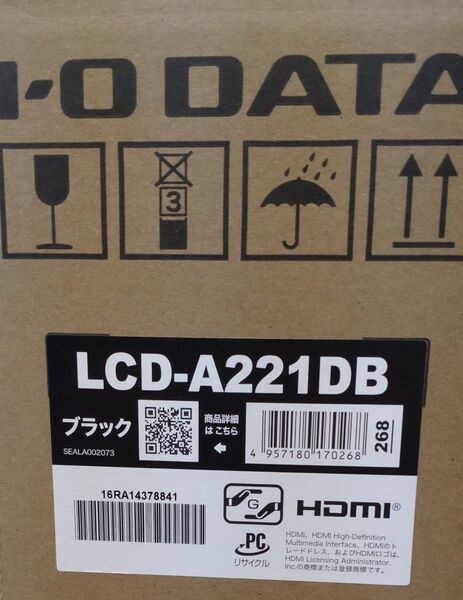 I-O DATA
3
LCD-A221DB
ブラック
商品詳細
は こちら
SEALA002073
4 957180 170268
268
16RA14378841
G
HDMI®
PC
リサイクル
HDMI、HDMI High-Definition
Multimedia Interface、HDMIのト
レードドレス、およびHDMIロゴは、
HDMI Licensing Administrator,
Inc.の商標または登録商標です。